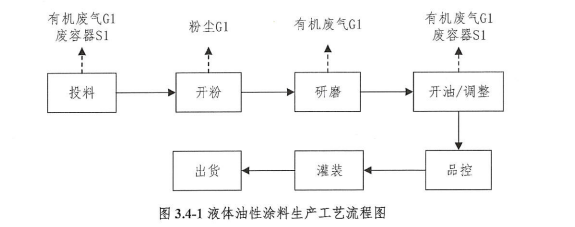 有机废气G1
废容器S1
粉尘G1
有机废气G1
有机废气G1
废容器S1
投料
开粉
研磨
开油/调整
出货
灌装
品控
图 3.4-1 液体油性涂料生产工艺流程图